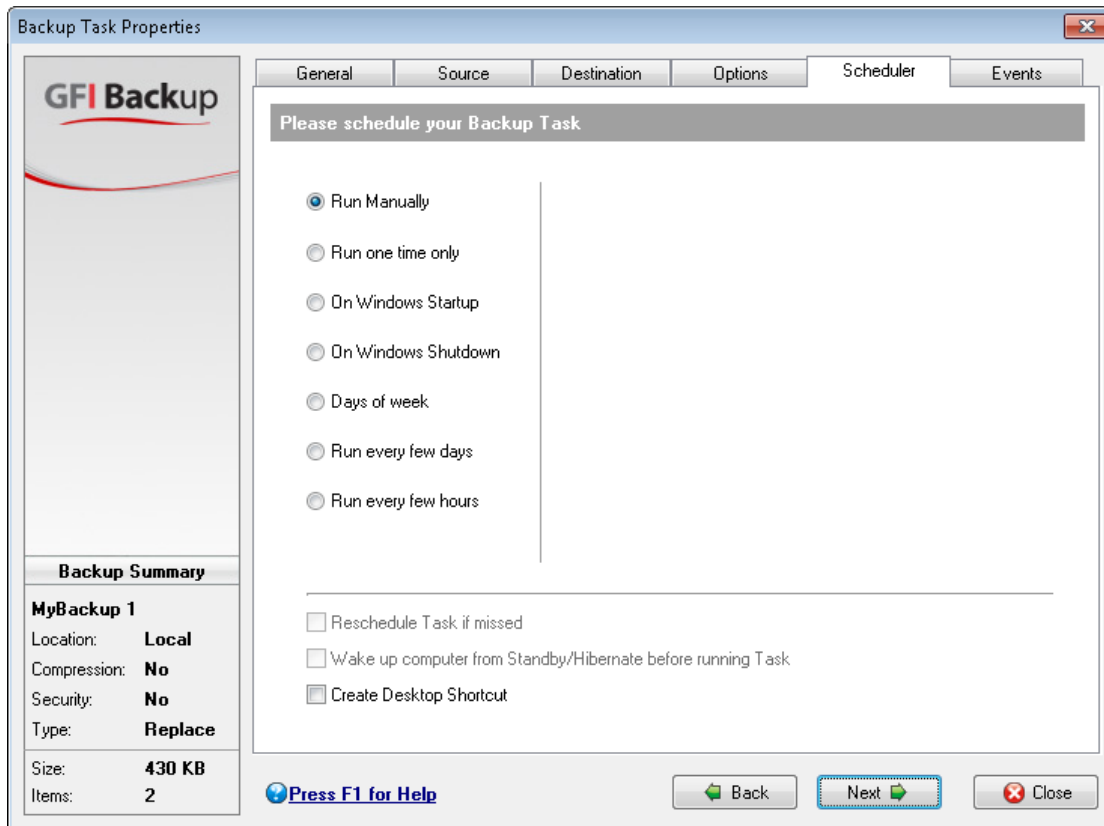 Backup Task Properties
GFI Backup
General Source Destination Options Scheduler Events
Please schedule your Backup Task
Run Manually
Run one time only
On Windows Startup
On Windows Shutdown
Days of week
Run every few days
Run every few hours
Reschedule Task if missed
Wake up computer from Standby/Hibernate before running Task
Create Desktop Shortcut
Backup Summary
MyBackup 1
Location: Local
Compression: No
Security: No
Type: Replace
Size: 430 KB
Items: 2
Press F1 for Help
Back Next Close